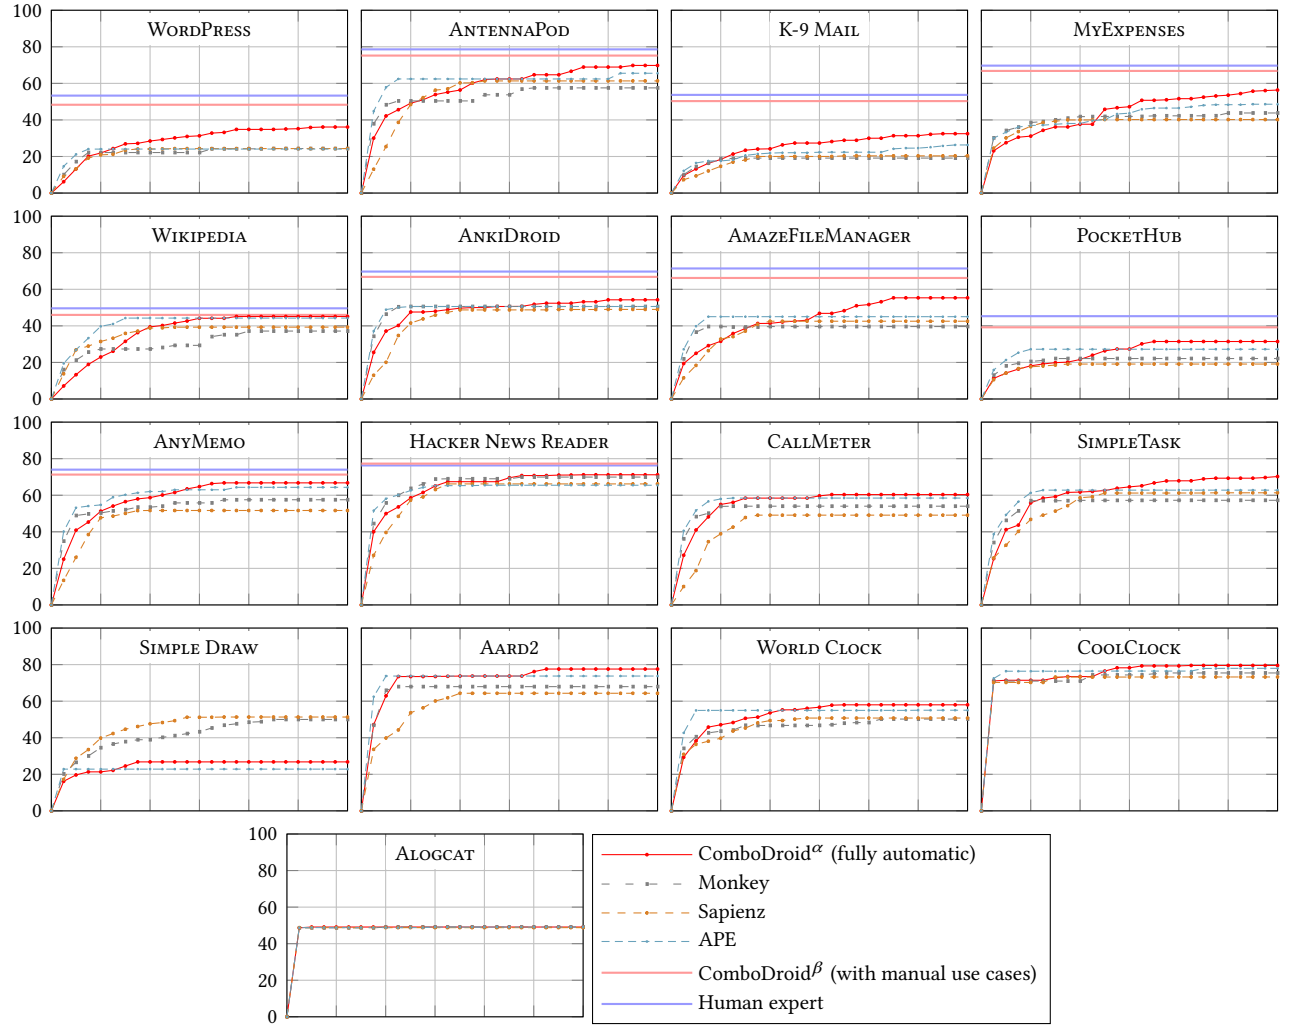 100
80
60
40
20
0
WordPress
AntennaPod
K-9 Mail
MyExpenses
100
80
60
40
20
0
Wikipedia
AnkiDroid
AmazeFileManager
PocketHub
100
80
60
40
20
0
AnyMemo
Hacker News Reader
CallMeter
SimpleTask
80
60
40
20
0
Simple Draw
Aard2
World Clock
CoolClock
100
80
60
40
20
0
Alogcat
ComboDroid^α (fully automatic)
Monkey
Sapienz
APE
ComboDroid^β (with manual use cases)
Human expert